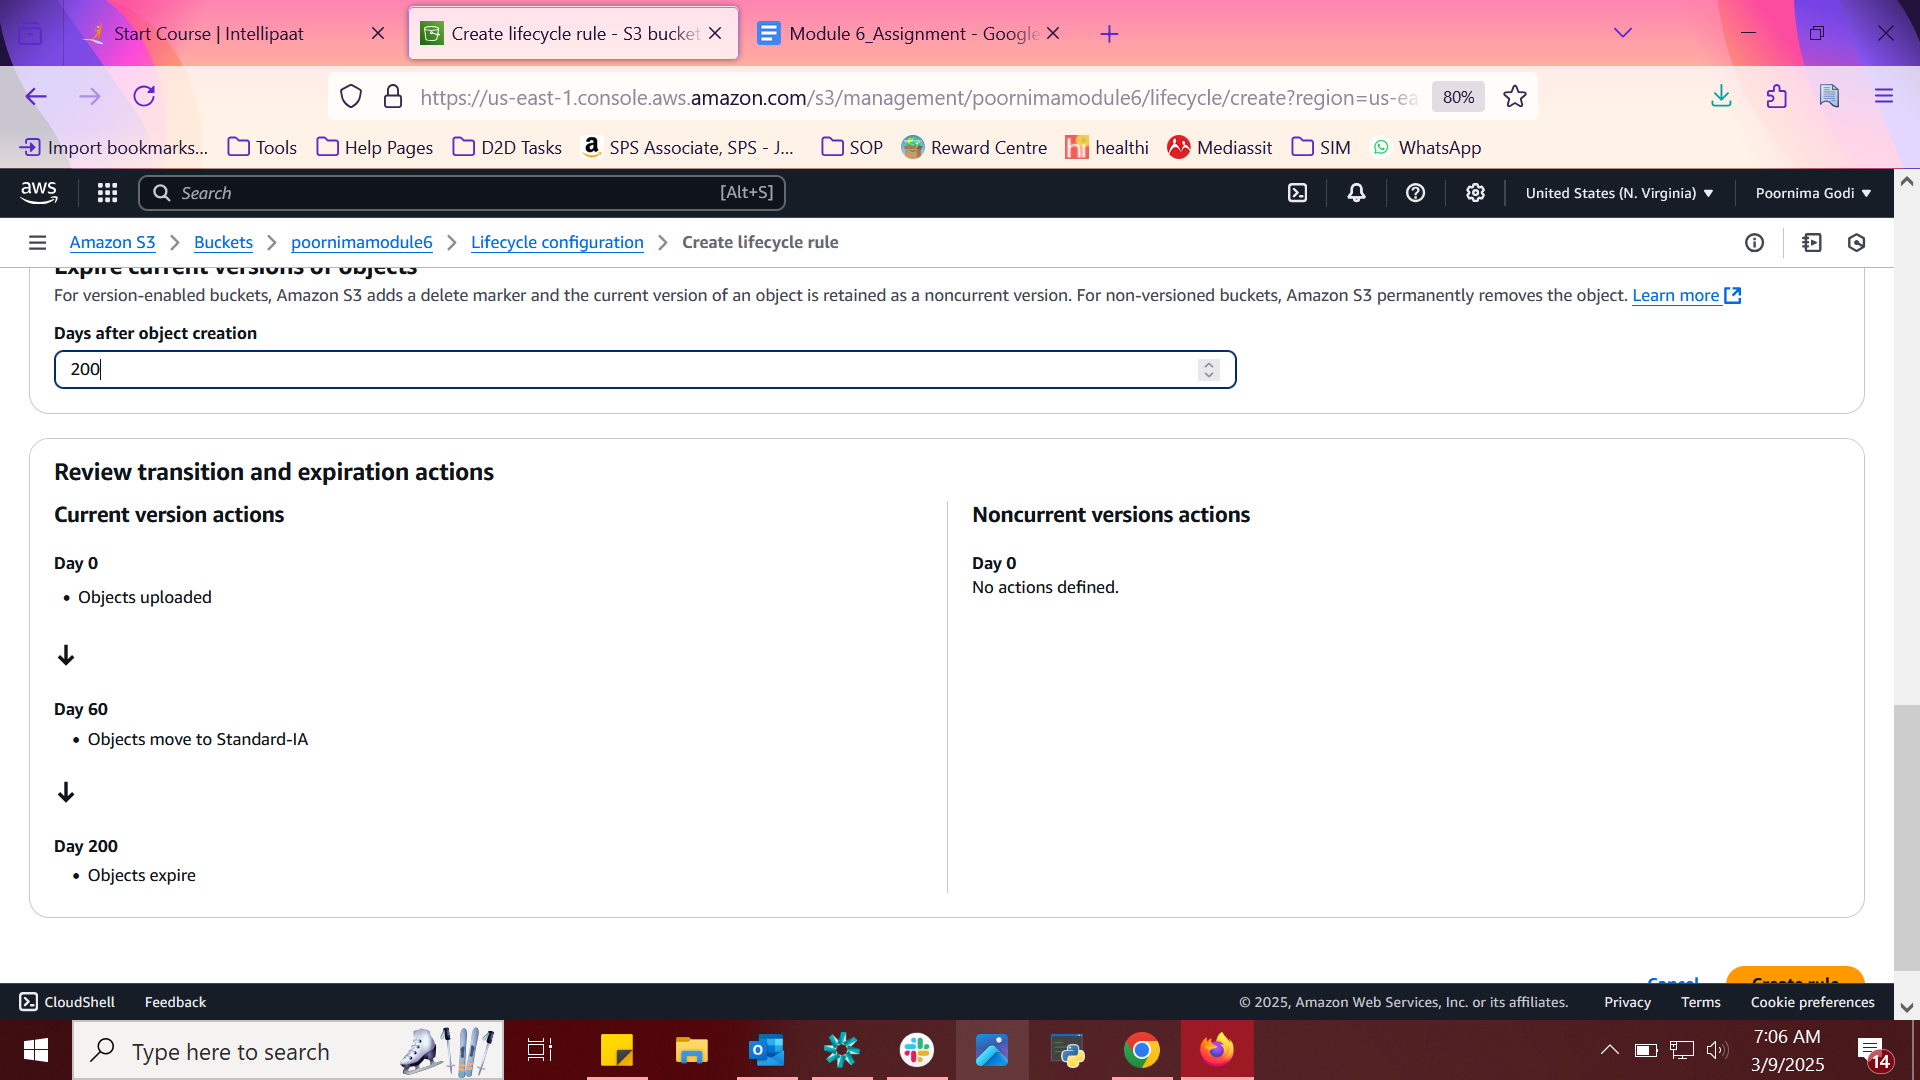 Start Course | Intellipaat
Create lifecycle rule - S3 bucket
Module 6_Assignment - Google
https://us-east-1.console.aws.amazon.com/s3/management/poornimamodule6/lifecycle/create?region=us-ea
80%
Import bookmarks...
Tools
Help Pages
D2D Tasks
SPS Associate, SPS - J...
SOP
Reward Centre
healthi
Mediassit
SIM
WhatsApp
aws
Search
[Alt+S]
United States (N. Virginia)
Poornima Godi
Amazon S3
Buckets
poornimamodule6
Lifecycle configuration
Create lifecycle rule
Expire current versions of objects
For version-enabled buckets, Amazon S3 adds a delete marker and the current version of an object is retained as a noncurrent version. For non-versioned buckets, Amazon S3 permanently removes the object. Learn more
Days after object creation
200
Review transition and expiration actions
Current version actions
Day 0
• Objects uploaded
Day 60
• Objects move to Standard-IA
Day 200
• Objects expire
Noncurrent versions actions
Day 0
No actions defined.
Cancel
Create rule
CloudShell
Feedback
© 2025, Amazon Web Services, Inc. or its affiliates.
Privacy
Terms
Cookie preferences
Type here to search
7:06 AM
3/9/2025
14